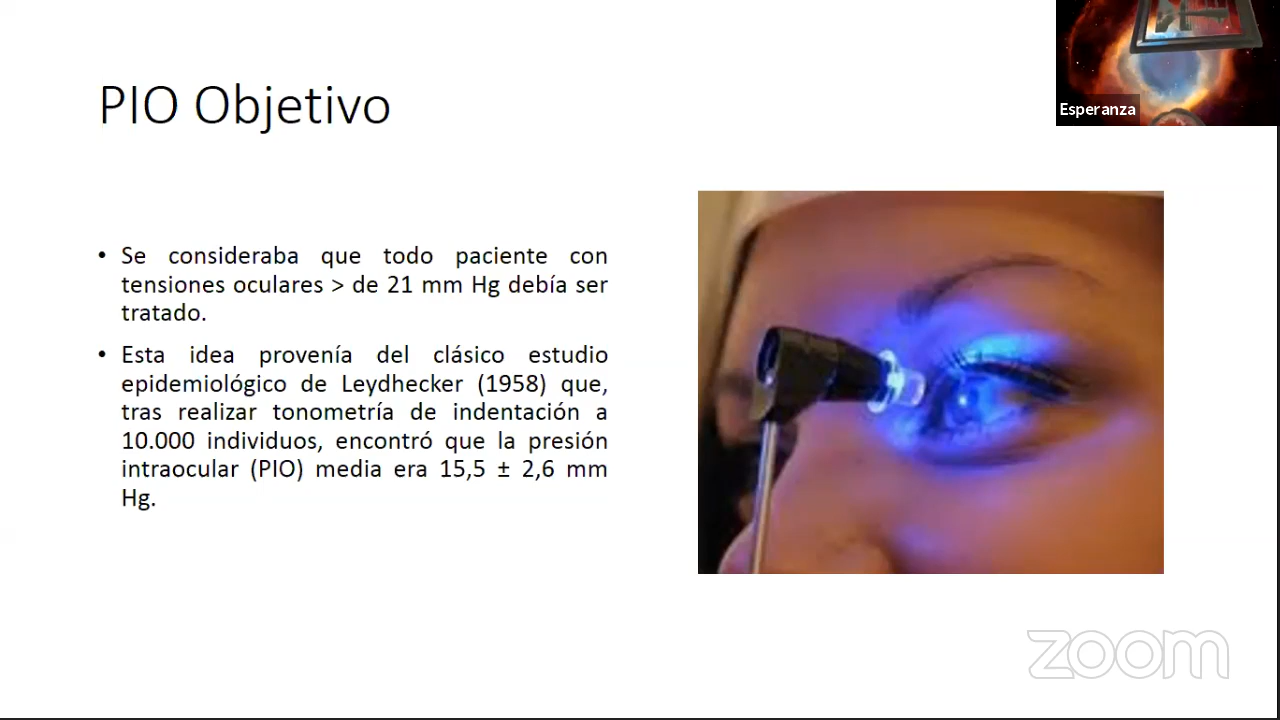 PIO Objetivo
Esperanza
• Se consideraba que todo paciente con
tensiones oculares > de 21 mm Hg debía ser
tratado.
• Esta idea provenía del clásico estudio
epidemiológico de Leydhecker (1958) que,
tras realizar tonometría de indentación a
10.000 individuos, encontró que la presión
intraocular (PIO) media era 15,5 ± 2,6 mm
Hg.
zoom